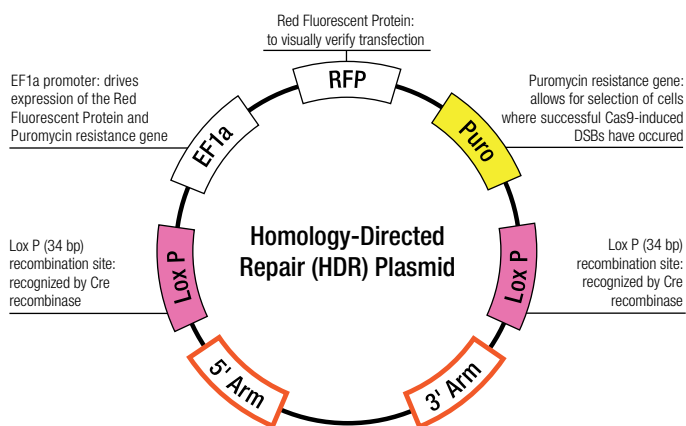 Red Fluorescent Protein:
to visually verify transfection
RFP
EF1a promoter: drives
expression of the Red
Fluorescent Protein and
Puromycin resistance gene
EF1a
Puro
Puromycin resistance gene:
allows for selection of cells
where successful Cas9-induced
DSBs have occured
Homology-Directed
Repair (HDR) Plasmid
Lox P (34 bp)
recombination site:
recognized by Cre
recombinase
Lox P
Lox P
Lox P (34 bp)
recombination site:
recognized by Cre
recombinase
5' Arm
3' Arm